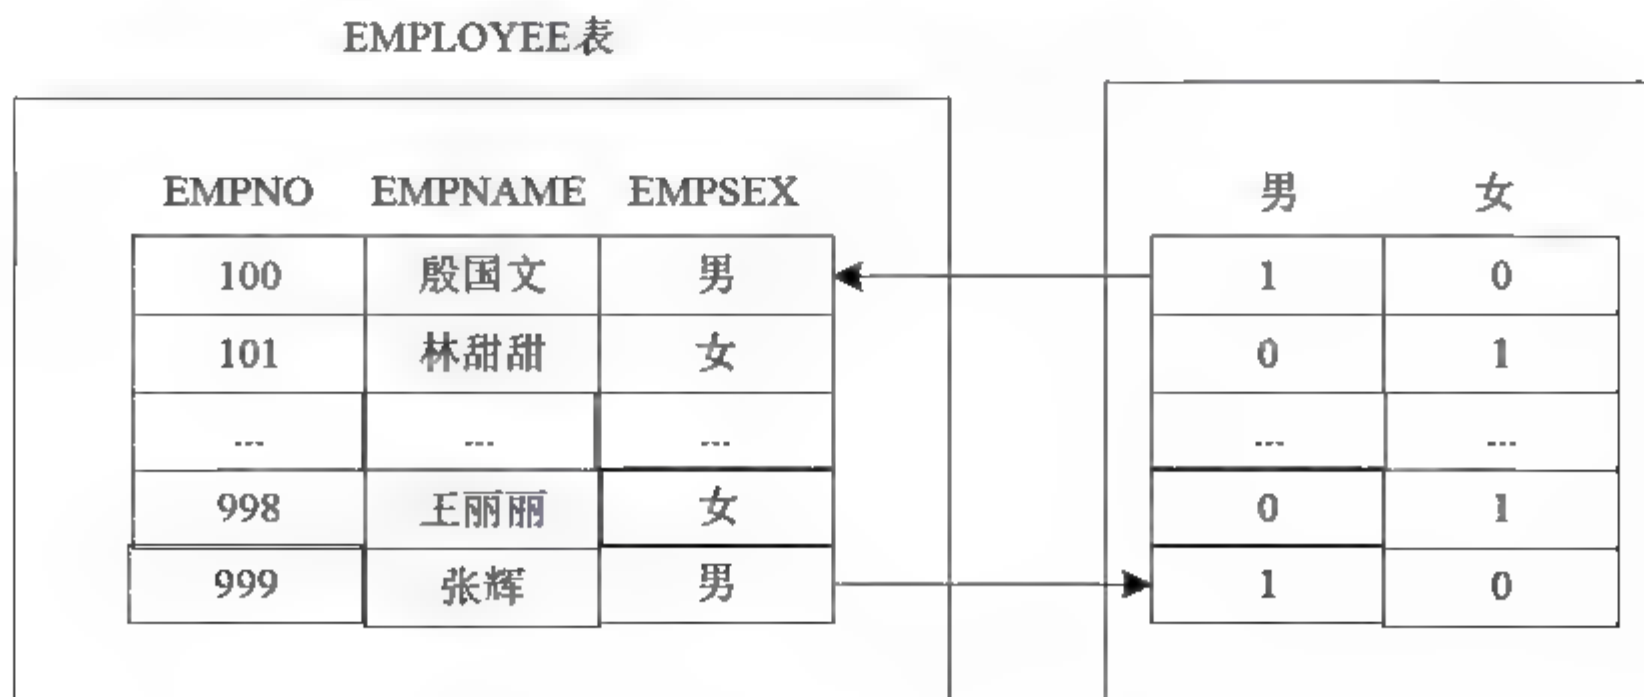 EMPLOYEE表
EMPNO EMPNAME EMPSEX 男 女
100 殷国文 男 1 0
101 林甜甜 女 0 1
... ... ... ... ...
998 王丽丽 女 0 1
999 张辉 男 1 0